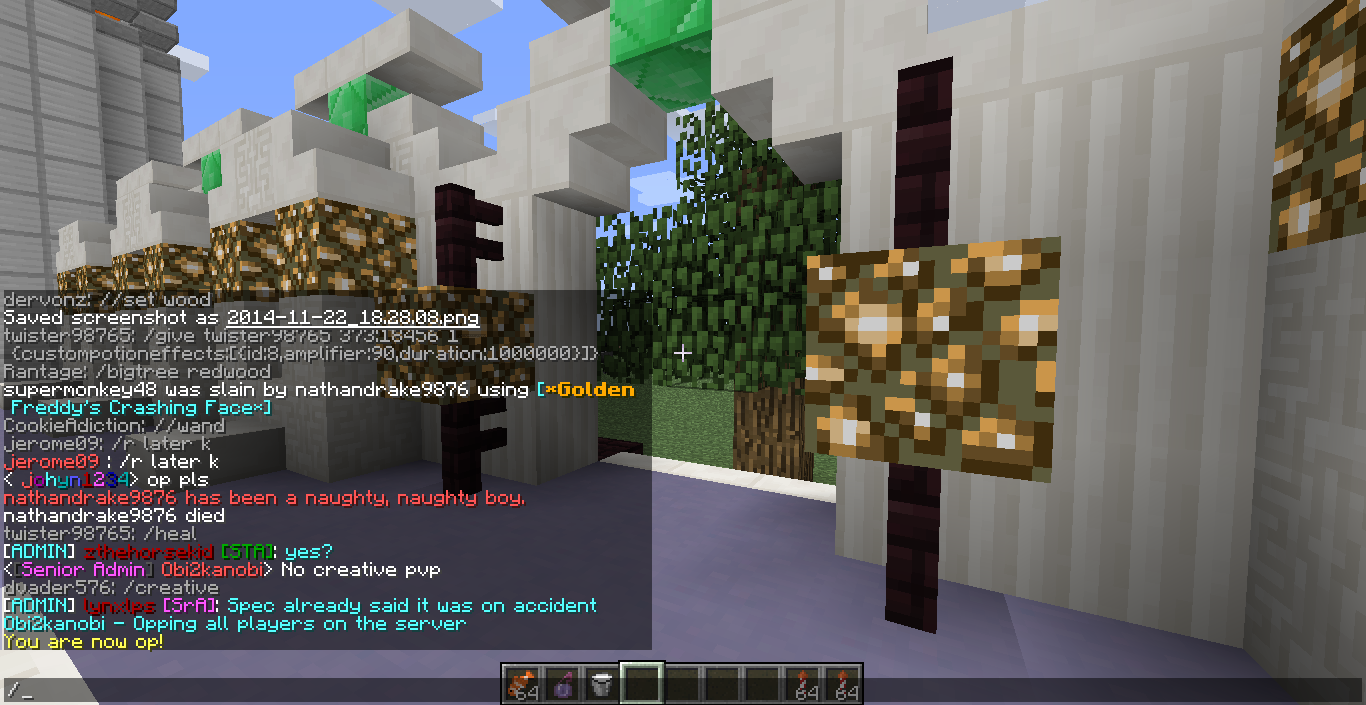 dervonz: //set wood
Saved screenshot as 2014-11-22_18.28.08.png
twister98765: /give twister98765 373:18456 1
{custompotioneffects:[{id:8,amplifier:90,duration:1000000}]}
Rantage: /bigtree redwood
supermonkey48 was slain by nathandrake9876 using [*Golden
Freddy's Crashing Face*]
CookieAdiction: //wand
jerome09: /r later k
jerome09 : /r later k
< johyn1234> op pls
nathandrake9876 has been a naughty, naughty boy.
nathandrake9876 died
twister98765: /heal
[ADMIN] zthehorsekid [STA]: yes?
<[Senior Admin] Obi2kanobi> No creative pvp
dvader576: /creative
[ADMIN] lynxlps [SrA]: Spec already said it was on accident
Obi2kanobi - Opping all players on the server
You are now op!
/_
64 64 64